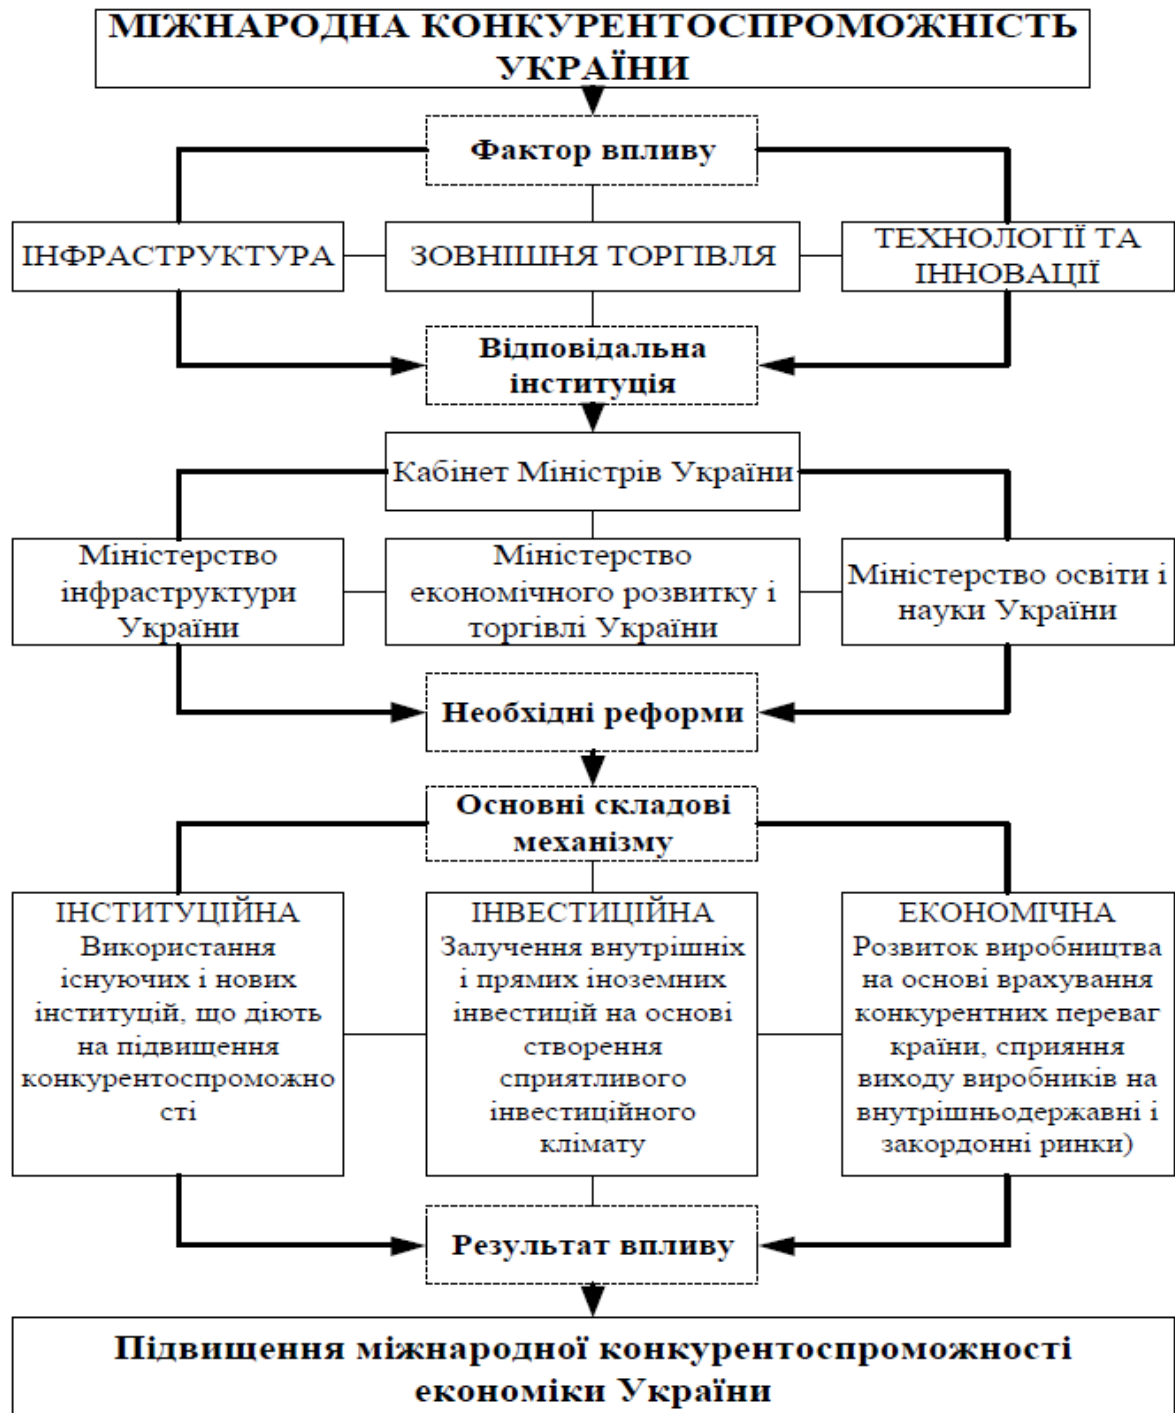 МІЖНАРОДНА КОНКУРЕНТОСПРОМОЖНІСТЬ
УКРАЇНИ
Фактор впливу
ІНФРАСТРУКТУРА
ЗОВНІШНЯ ТОРГІВЛЯ
ТЕХНОЛОГІЇ ТА
ІННОВАЦІЇ
Відповідальна
інституція
Кабінет Міністрів України
Міністерство
інфраструктури
України
Міністерство
економічного розвитку і
торгівлі України
Міністерство освіти і
науки України
Необхідні реформи
Основні складові
механізму
ІНСТИТУЦІЙНА
Використання
існуючих і нових
інституцій, що діють
на підвищення
конкурентоспроможно
сті
ІНВЕСТИЦІЙНА
Залучення внутрішніх
і прямих іноземних
інвестицій на основі
створення
сприятливого
інвестиційного
клімату
ЕКОНОМІЧНА
Розвиток виробництва
на основі врахування
конкурентних переваг
країни, сприяння
виходу виробників на
внутрішньодержавні і
закордонні ринки)
Результат впливу
Підвищення міжнародної конкурентоспроможності
економіки України